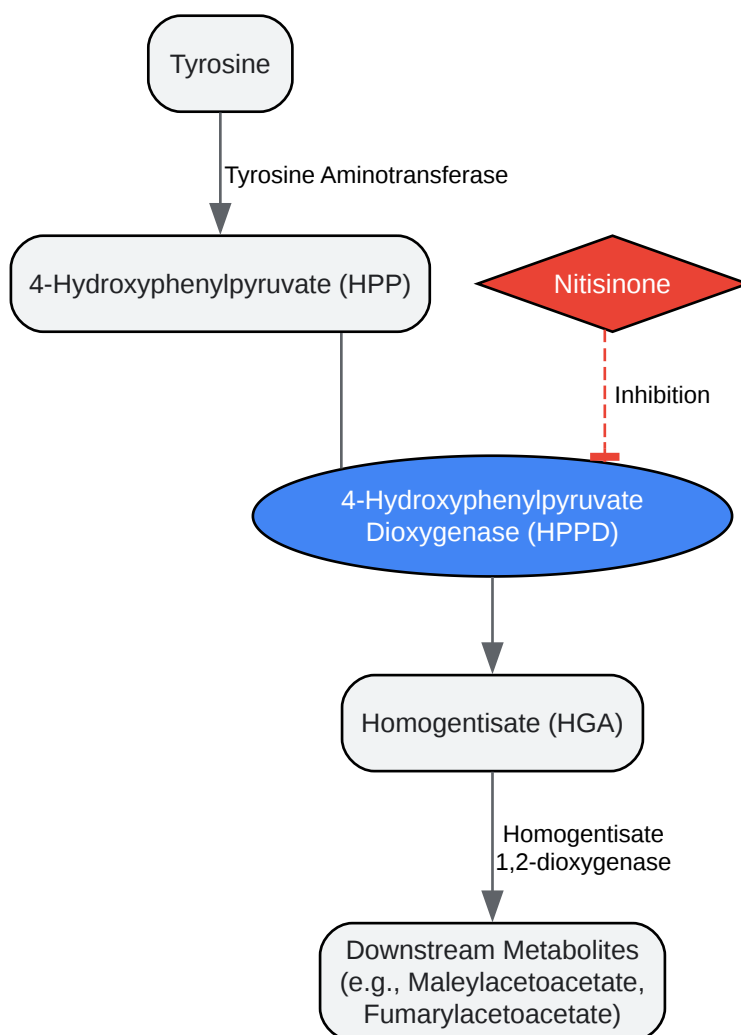 Tyrosine
Tyrosine Aminotransferase
4-Hydroxyphenylpyruvate (HPP)
Nitisinone
Inhibition
4-Hydroxyphenylpyruvate
Dioxygenase (HPPD)
Homogentisate (HGA)
Homogentisate
1,2-dioxygenase
Downstream Metabolites
(e.g., Maleylacetoacetate,
Fumarylacetoacetate)